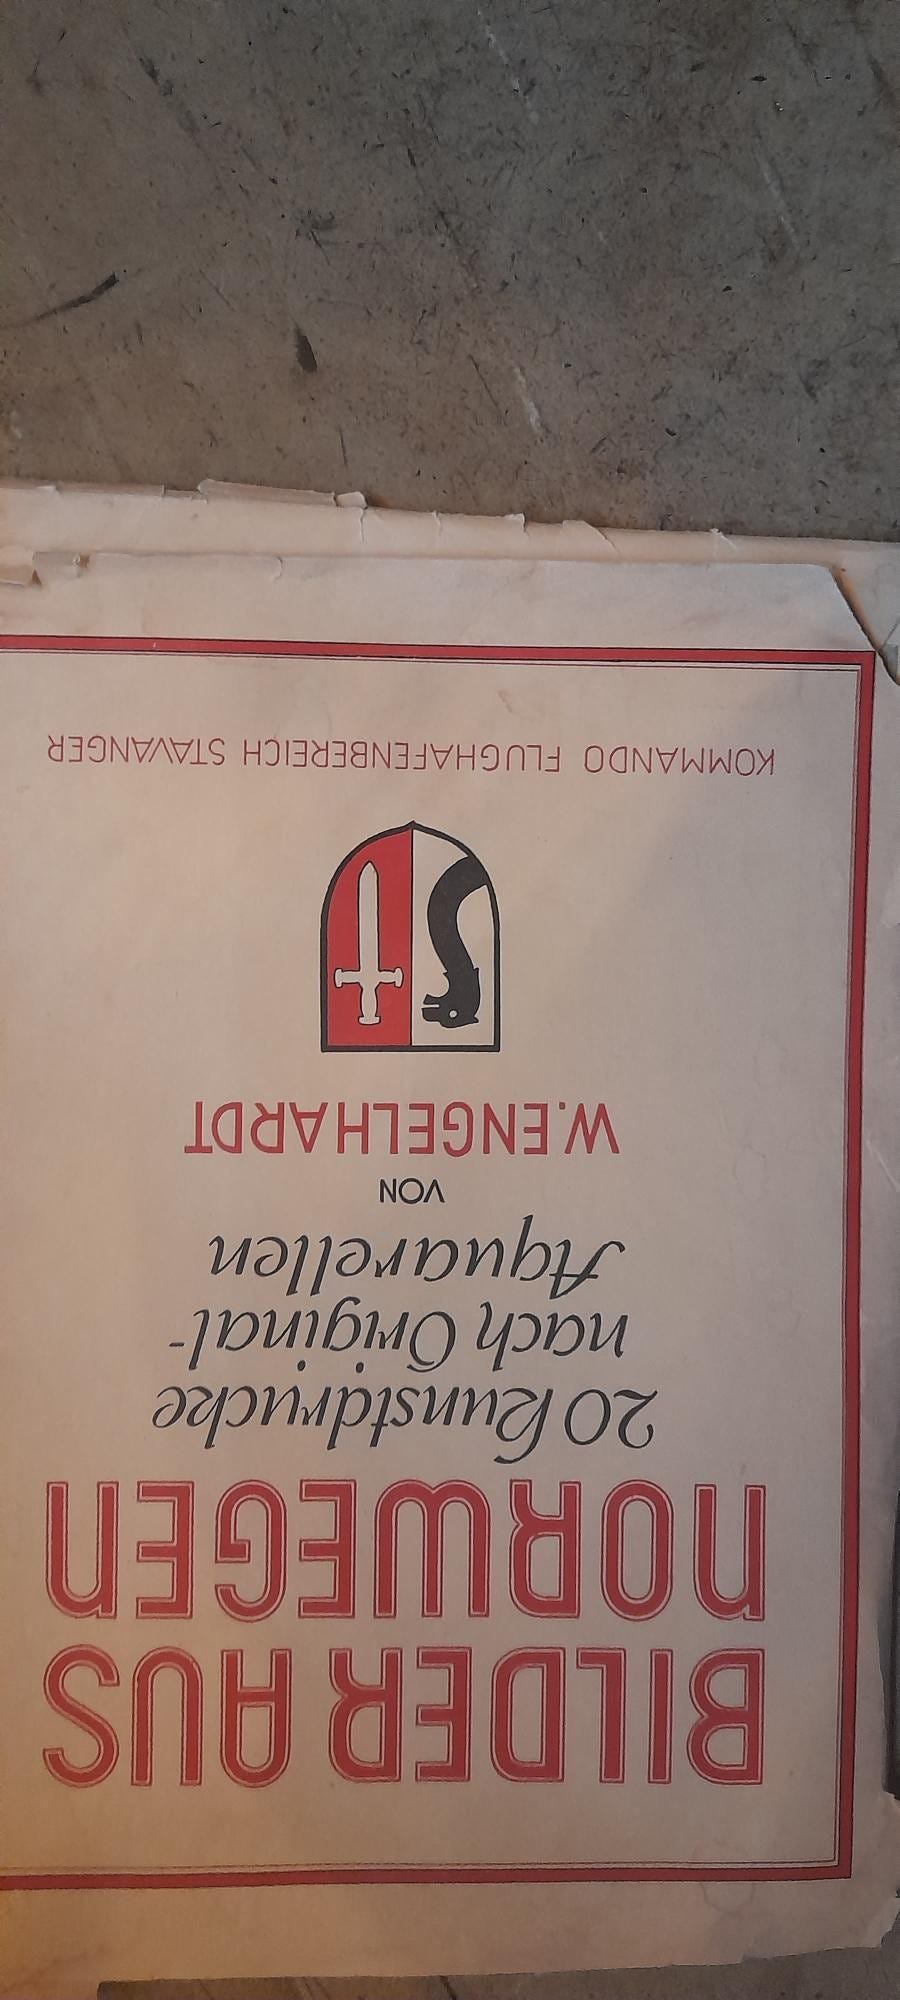 BILDER AUS
NORWEGEN
20 Kunstdrucke
nach Original-
Aquarellen
VON
W. ENGELHARDT
KOMMANDO FLUGHAFENBEREICH STAVANGER